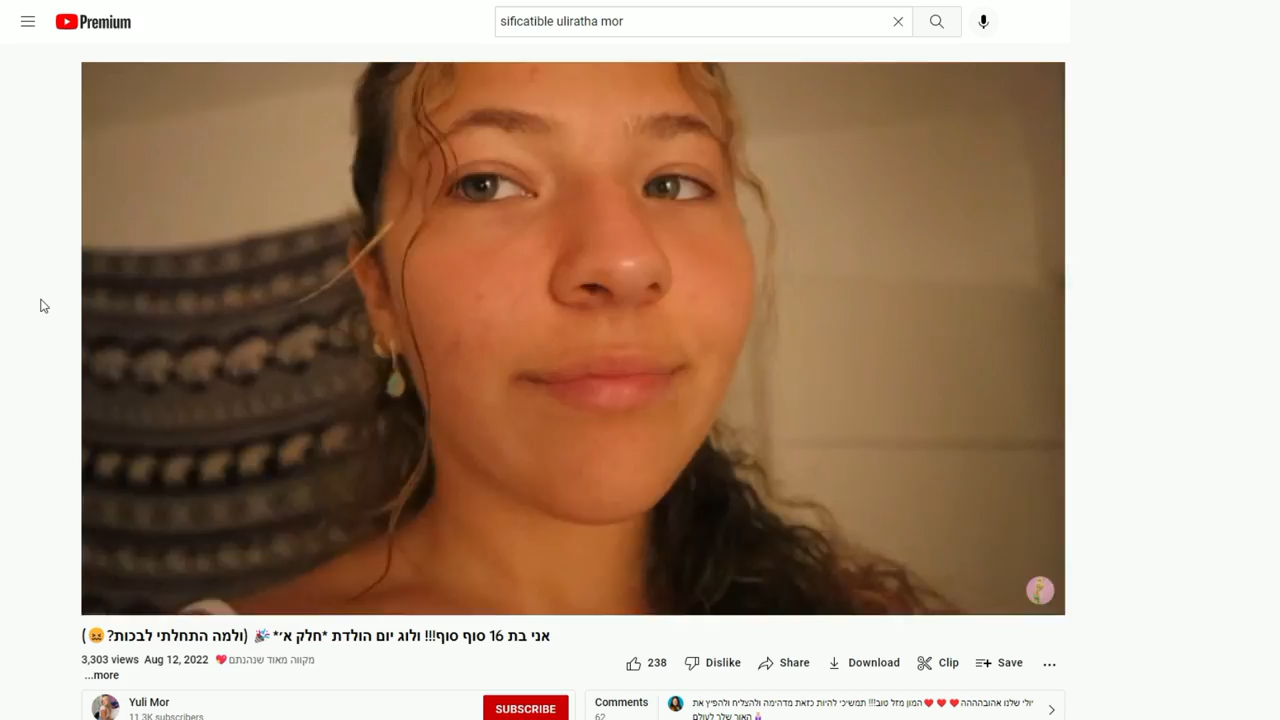 Premium
sificatible uliratha mor
אני בת 16 סוף סוף!!! ולוג יום הולדת *חלק א׳* 🎉 (ולמה התחלתי לבכות?😖)
3,303 views Aug 12, 2022 מקווה מאוד שנהנתם💖
...more
238
Dislike
Share
Download
Clip
Save
Yuli Mor
11.3K subscribers
SUBSCRIBE
Comments
62
יולי שלנו אהובהההה❤️❤️❤️ המון מזל טוב!!! תמשיכי להיות כזאת מדהימה ולהצליח ולהפיץ את
האור שלך לעולם